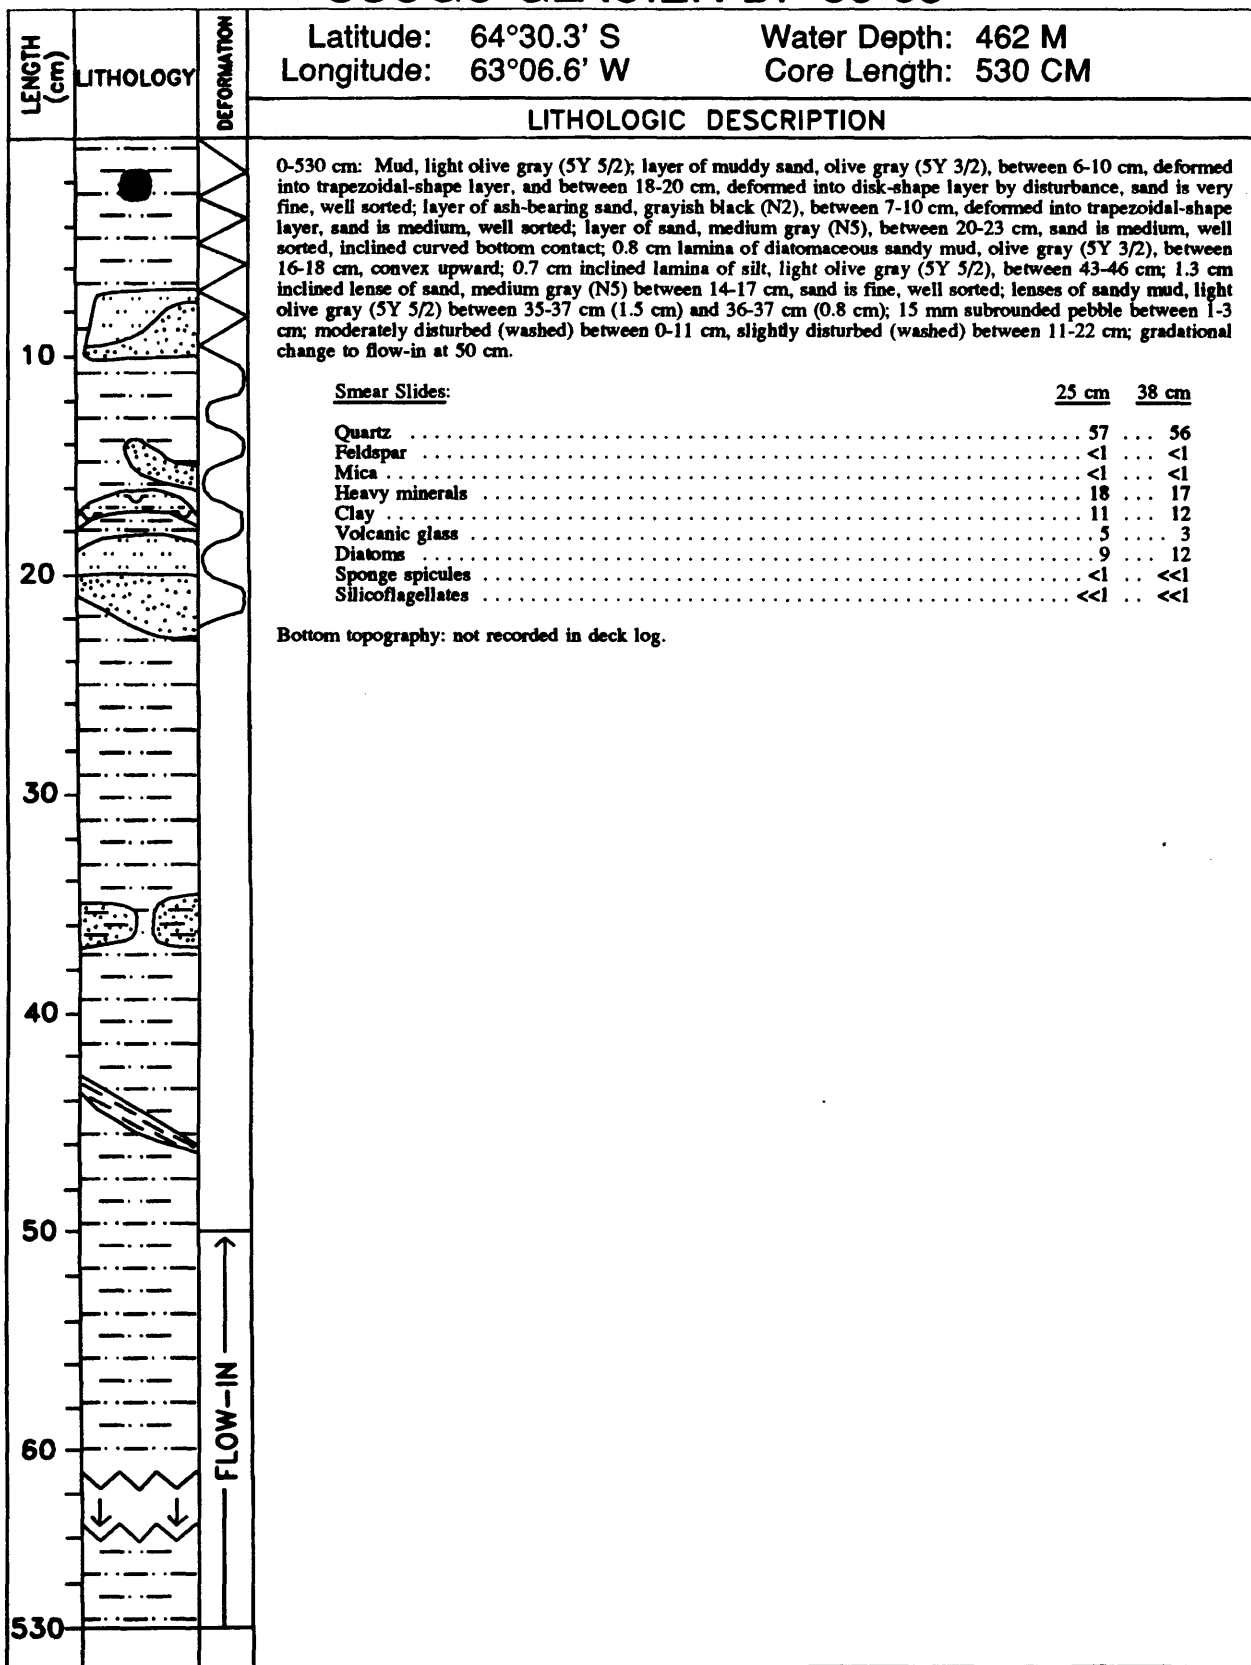 Latitude: 64°30.3' S Water Depth: 462 M
Longitude: 63°06.6' W Core Length: 530 CM
LENGTH (cm)
LITHOLOGY
DEFORMATION
LITHOLOGIC DESCRIPTION
0-530 cm: Mud, light olive gray (5Y 5/2); layer of muddy sand, olive gray (5Y 3/2), between 6-10 cm, deformed
into trapezoidal-shape layer, and between 18-20 cm, deformed into disk-shape layer by disturbance, sand is very
fine, well sorted; layer of ash-bearing sand, grayish black (N2), between 7-10 cm, deformed into trapezoidal-shape
layer, sand is medium, well sorted; layer of sand, medium gray (N5), between 20-23 cm, sand is medium, well
sorted, inclined curved bottom contact; 0.8 cm lamina of diatomaceous sandy mud, olive gray (5Y 3/2), between
16-18 cm, convex upward; 0.7 cm inclined lamina of silt, light olive gray (5Y 5/2), between 43-46 cm; 1.3 cm
inclined lense of sand, medium gray (N5) between 14-17 cm, sand is fine, well sorted; lenses of sandy mud, light
olive gray (5Y 5/2) between 35-37 cm (1.5 cm) and 36-37 cm (0.8 cm); 15 mm subrounded pebble between 1-3
cm; moderately disturbed (washed) between 0-11 cm, slightly disturbed (washed) between 11-22 cm; gradational
change to flow-in at 50 cm.
Smear Slides: 25 cm 38 cm
Quartz 57 ... 56
Feldspar <1 ... <1
Mica <1 ... <1
Heavy minerals 18 ... 17
Clay 11 ... 12
Volcanic glass 5 ... 3
Diatoms 9 ... 12
Sponge spicules <1 .. <<1
Silicoflagellates <<1 .. <<1
Bottom topography: not recorded in deck log.
10
20
30
40
50
60
530
FLOW-IN